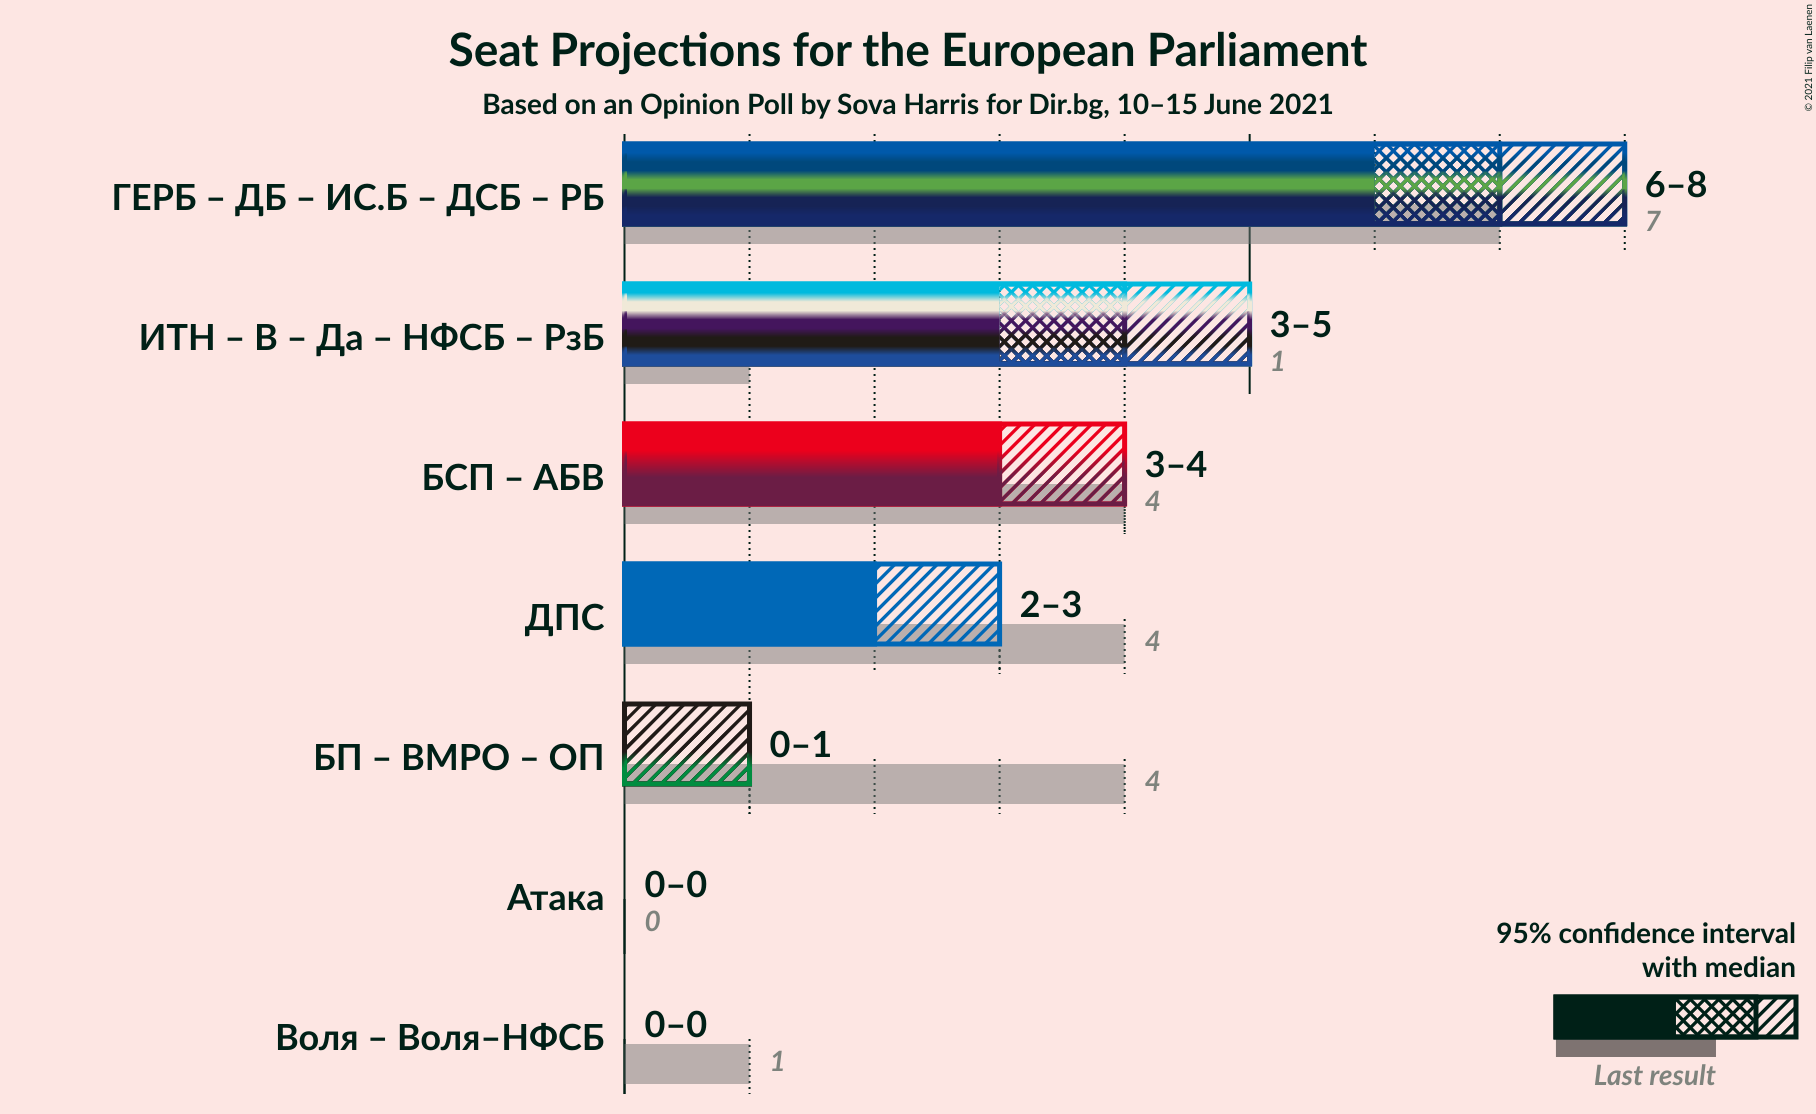 Seat Projections for the European Parliament
Based on an Opinion Poll by Sova Harris for Dir.bg, 10–15 June 2021
© 2021 Filip van Laenen
ГЕРБ – ДБ – ИС.Б – ДСБ – РБ
6–8
7
ИТН – В – Да – НФСБ – РзБ
3–5
1
БСП – АБВ
3–4
4
ДПС
2–3
4
БП – ВМРО – ОП
0–1
4
Атака
0–0
0
Воля – Воля–НФСБ
0–0
1
95% confidence interval
with median
Last result